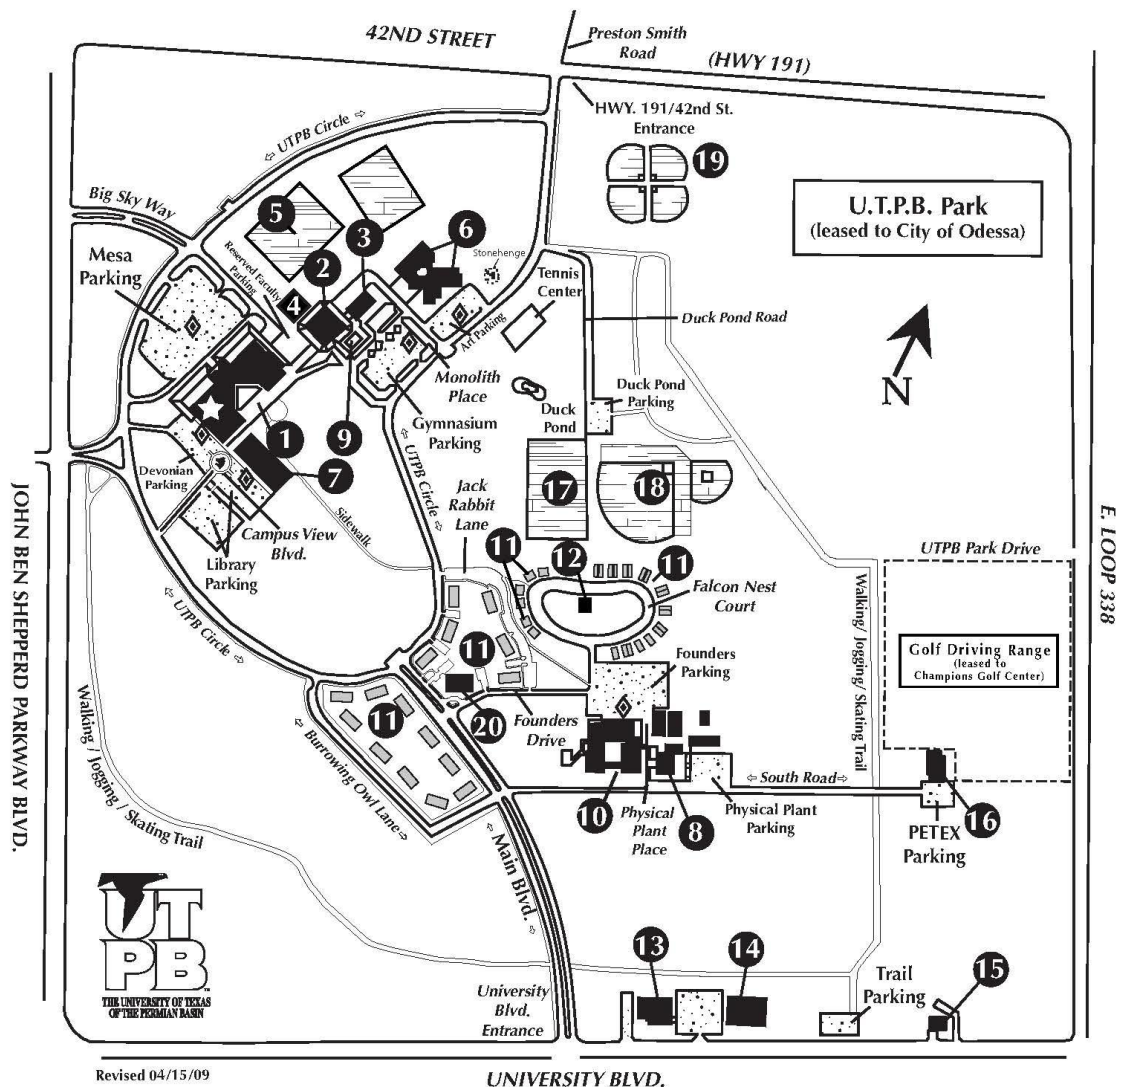 42ND STREET
Preston Smith
Road
(HWY 191)
HWY. 191/42nd St.
Entrance
19
U.T.P.B. Park
(leased to City of Odessa)
UTPB Circle
Big Sky Way
5
3
6
2
Stonehenge
Mesa
Parking
Reserved Faculty
Parking
4
Tennis
Center
Art Parking
Duck Pond Road
N
Monolith
Place
Duck Pond
Parking
Gymnasium
Parking
Duck
Pond
1
9
7
Devonian
Parking
UTPB Circle
Jack
Rabbit
Lane
17
18
Sidewalk
Campus View
Blvd.
Library
Parking
11
12
11
Falcon Nest
Court
UTPB Park Drive
JOHN BEN SHEPPERD PARKWAY BLVD.
E. LOOP 338
UTPB Circle
Walking/ Jogging/ Skating Trail
Golf Driving Range
(leased to
Champions Golf Center)
11
Founders
Parking
11
20
Founders
Drive
Walking / Jogging / Skating Trail
Burrowing Owl Lane
South Road
10
Physical
Plant
Place
8
Physical Plant
Parking
16
PETEX
Parking
Main Blvd.
UTPB
THE UNIVERSITY OF TEXAS
OF THE PERMIAN BASIN
13
14
15
Trail
Parking
University
Blvd.
Entrance
Revised 04/15/09
UNIVERSITY BLVD.